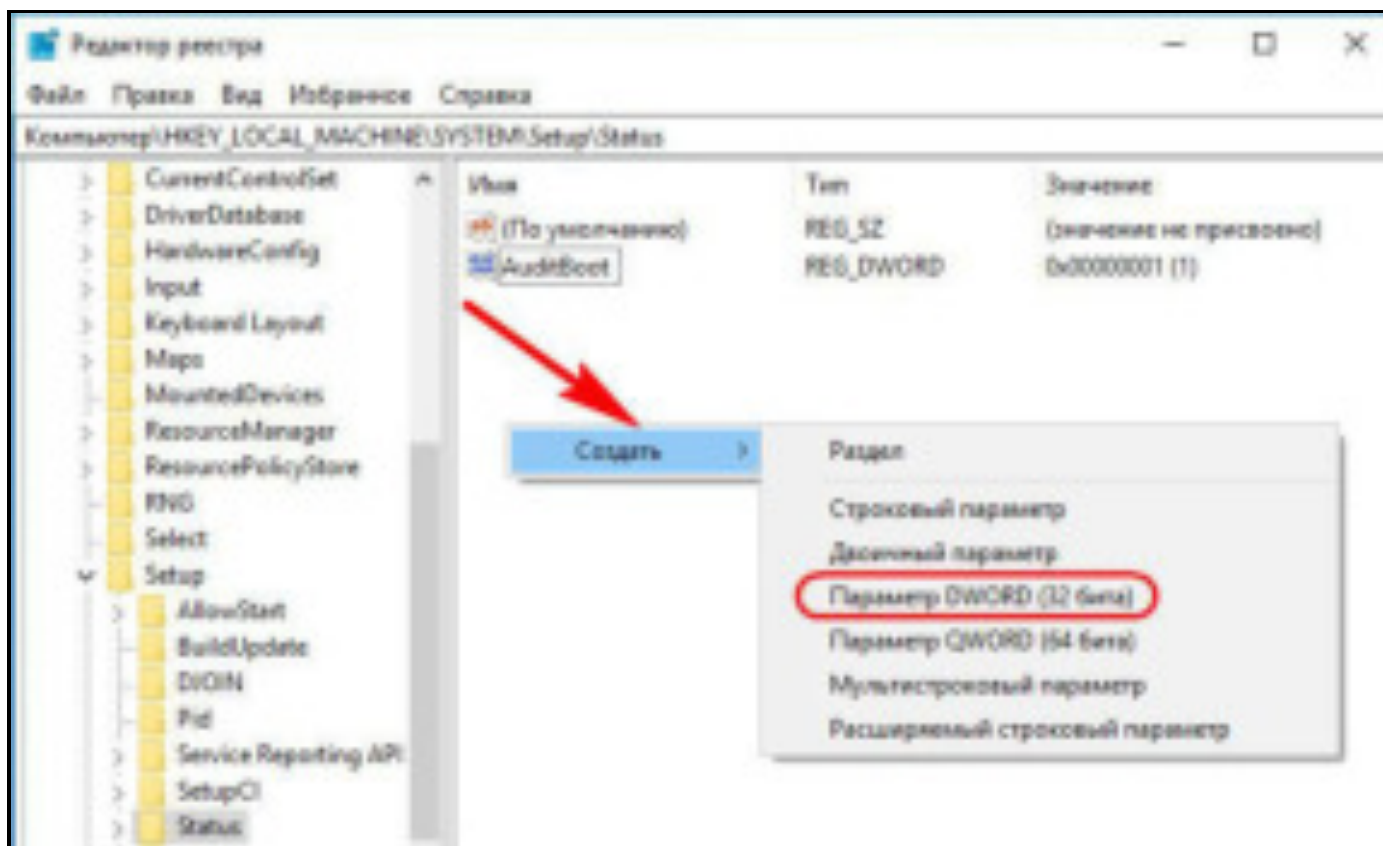 Редактор реестра
Файл Правка Вид Избранное Справка
Компьютер\HKEY_LOCAL_MACHINE\SYSTEM\Setup\Status
CurrentControlSet
DriverDatabase
HardwareConfig
Input
Keyboard Layout
Maps
MountedDevices
ResourceManager
ResourcePolicyStore
RNG
Select
Setup
AllowStart
BuildUpdate
DJOIN
Pid
Service Reporting API
SetupCl
Status
Имя Тип Значение
(По умолчанию) REG_SZ (значение не присвоено)
AuditBoot REG_DWORD 0x00000001 (1)
Создать
Раздел
Строковый параметр
Двоичный параметр
Параметр DWORD (32 бита)
Параметр QWORD (64 бита)
Мультистроковый параметр
Расширяемый строковый параметр